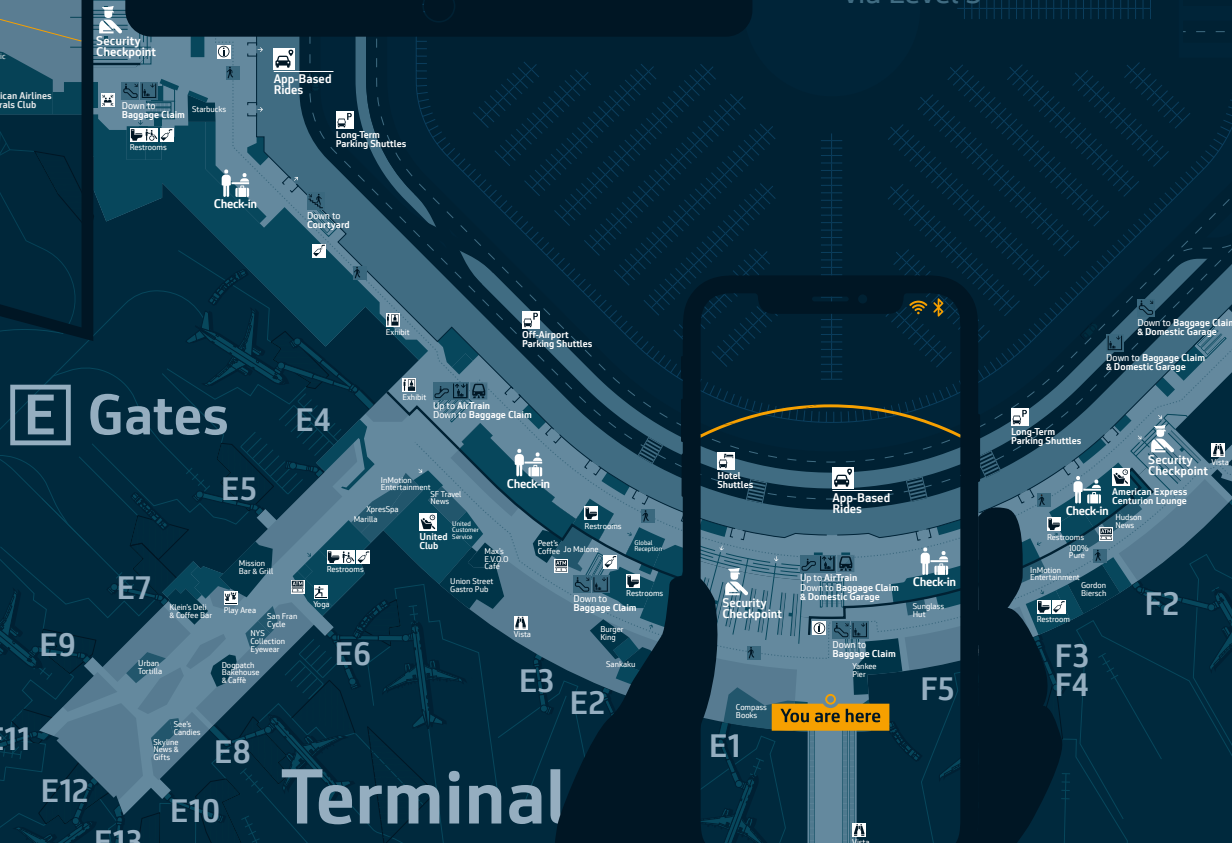 Security
Checkpoint
App-Based
Rides
ican Airlines
rals Club
Down to
Baggage Claim
Starbucks
Restrooms
P
Long-Term
Parking Shuttles
Check-in
Down to
Courtyard
Exhibit
P
Off-Airport
Parking Shuttles
Down to Baggage Claim
& Domestic Garage
Down to Baggage Claim
& Domestic Garage
E Gates
E4
Exhibit
Up to AirTrain
Down to Baggage Claim
P
Long-Term
Parking Shuttles
Security
Checkpoint
Vista
Check-in
Hotel
Shuttles
App-Based
Rides
Check-in
American Express
Centurion Lounge
E5
InMotion
Entertainment
SF Travel
News
XpresSpa
Marilla
United
Club
United
Customer
Service
Restrooms
Global
Reception
Restrooms
Hudson
News
ATM
100%
Pure
Peet's
Coffee
Jo Malone
ATM
Max's
E.V.O.O
Café
Union Street
Gastro Pub
Down to
Baggage Claim
Restrooms
Mission
Bar & Grill
Restrooms
ATM
Yoga
E7
Klein's Deli
& Coffee Bar
Play Area
San Fran
Cycle
NYS
Collection
Eyewear
Vista
Burger
King
Sankaku
Security
Checkpoint
Up to AirTrain
Down to Baggage Claim
& Domestic Garage
Check-in
Sunglass
Hut
Down to
Baggage Claim
Yankee
Pier
InMotion
Entertainment
Gordon
Biersch
Restroom
F2
E9
Urban
Tortilla
Dogpatch
Bakehouse
& Caffè
E6
E3
E2
F5
F3
F4
Compass
Books
You are here
E11
See's
Candies
Skyline
News &
Gifts
E8
E1
E12
E10
E13
Terminal
Vista